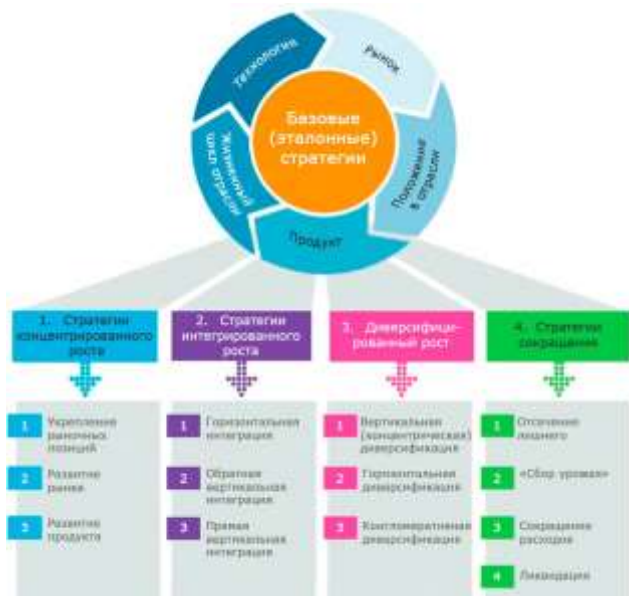 Технологии
Рынок
Базовые
(эталонные)
стратегии
Жизненный
цикл отрасли
Положение
в отрасли
Продукт
1. Стратегии
концентрированного
роста
2. Стратегии
интегрированного
роста
3. Диверсифици-
рованный рост
4. Стратегии
сокращения
1 Укрепление
рыночных
позиций
2 Развитие
рынка
3 Развитие
продукта
1 Горизонтальная
интеграция
2 Обратная
вертикальная
интеграция
3 Прямая
вертикальная
интеграция
1 Вертикальная
(концентрическая)
диверсификация
2 Горизонтальная
диверсификация
3 Конгломеративная
диверсификация
1 Отсечение
лишнего
2 «Сбор урожая»
3 Сокращение
расходов
4 Ликвидация